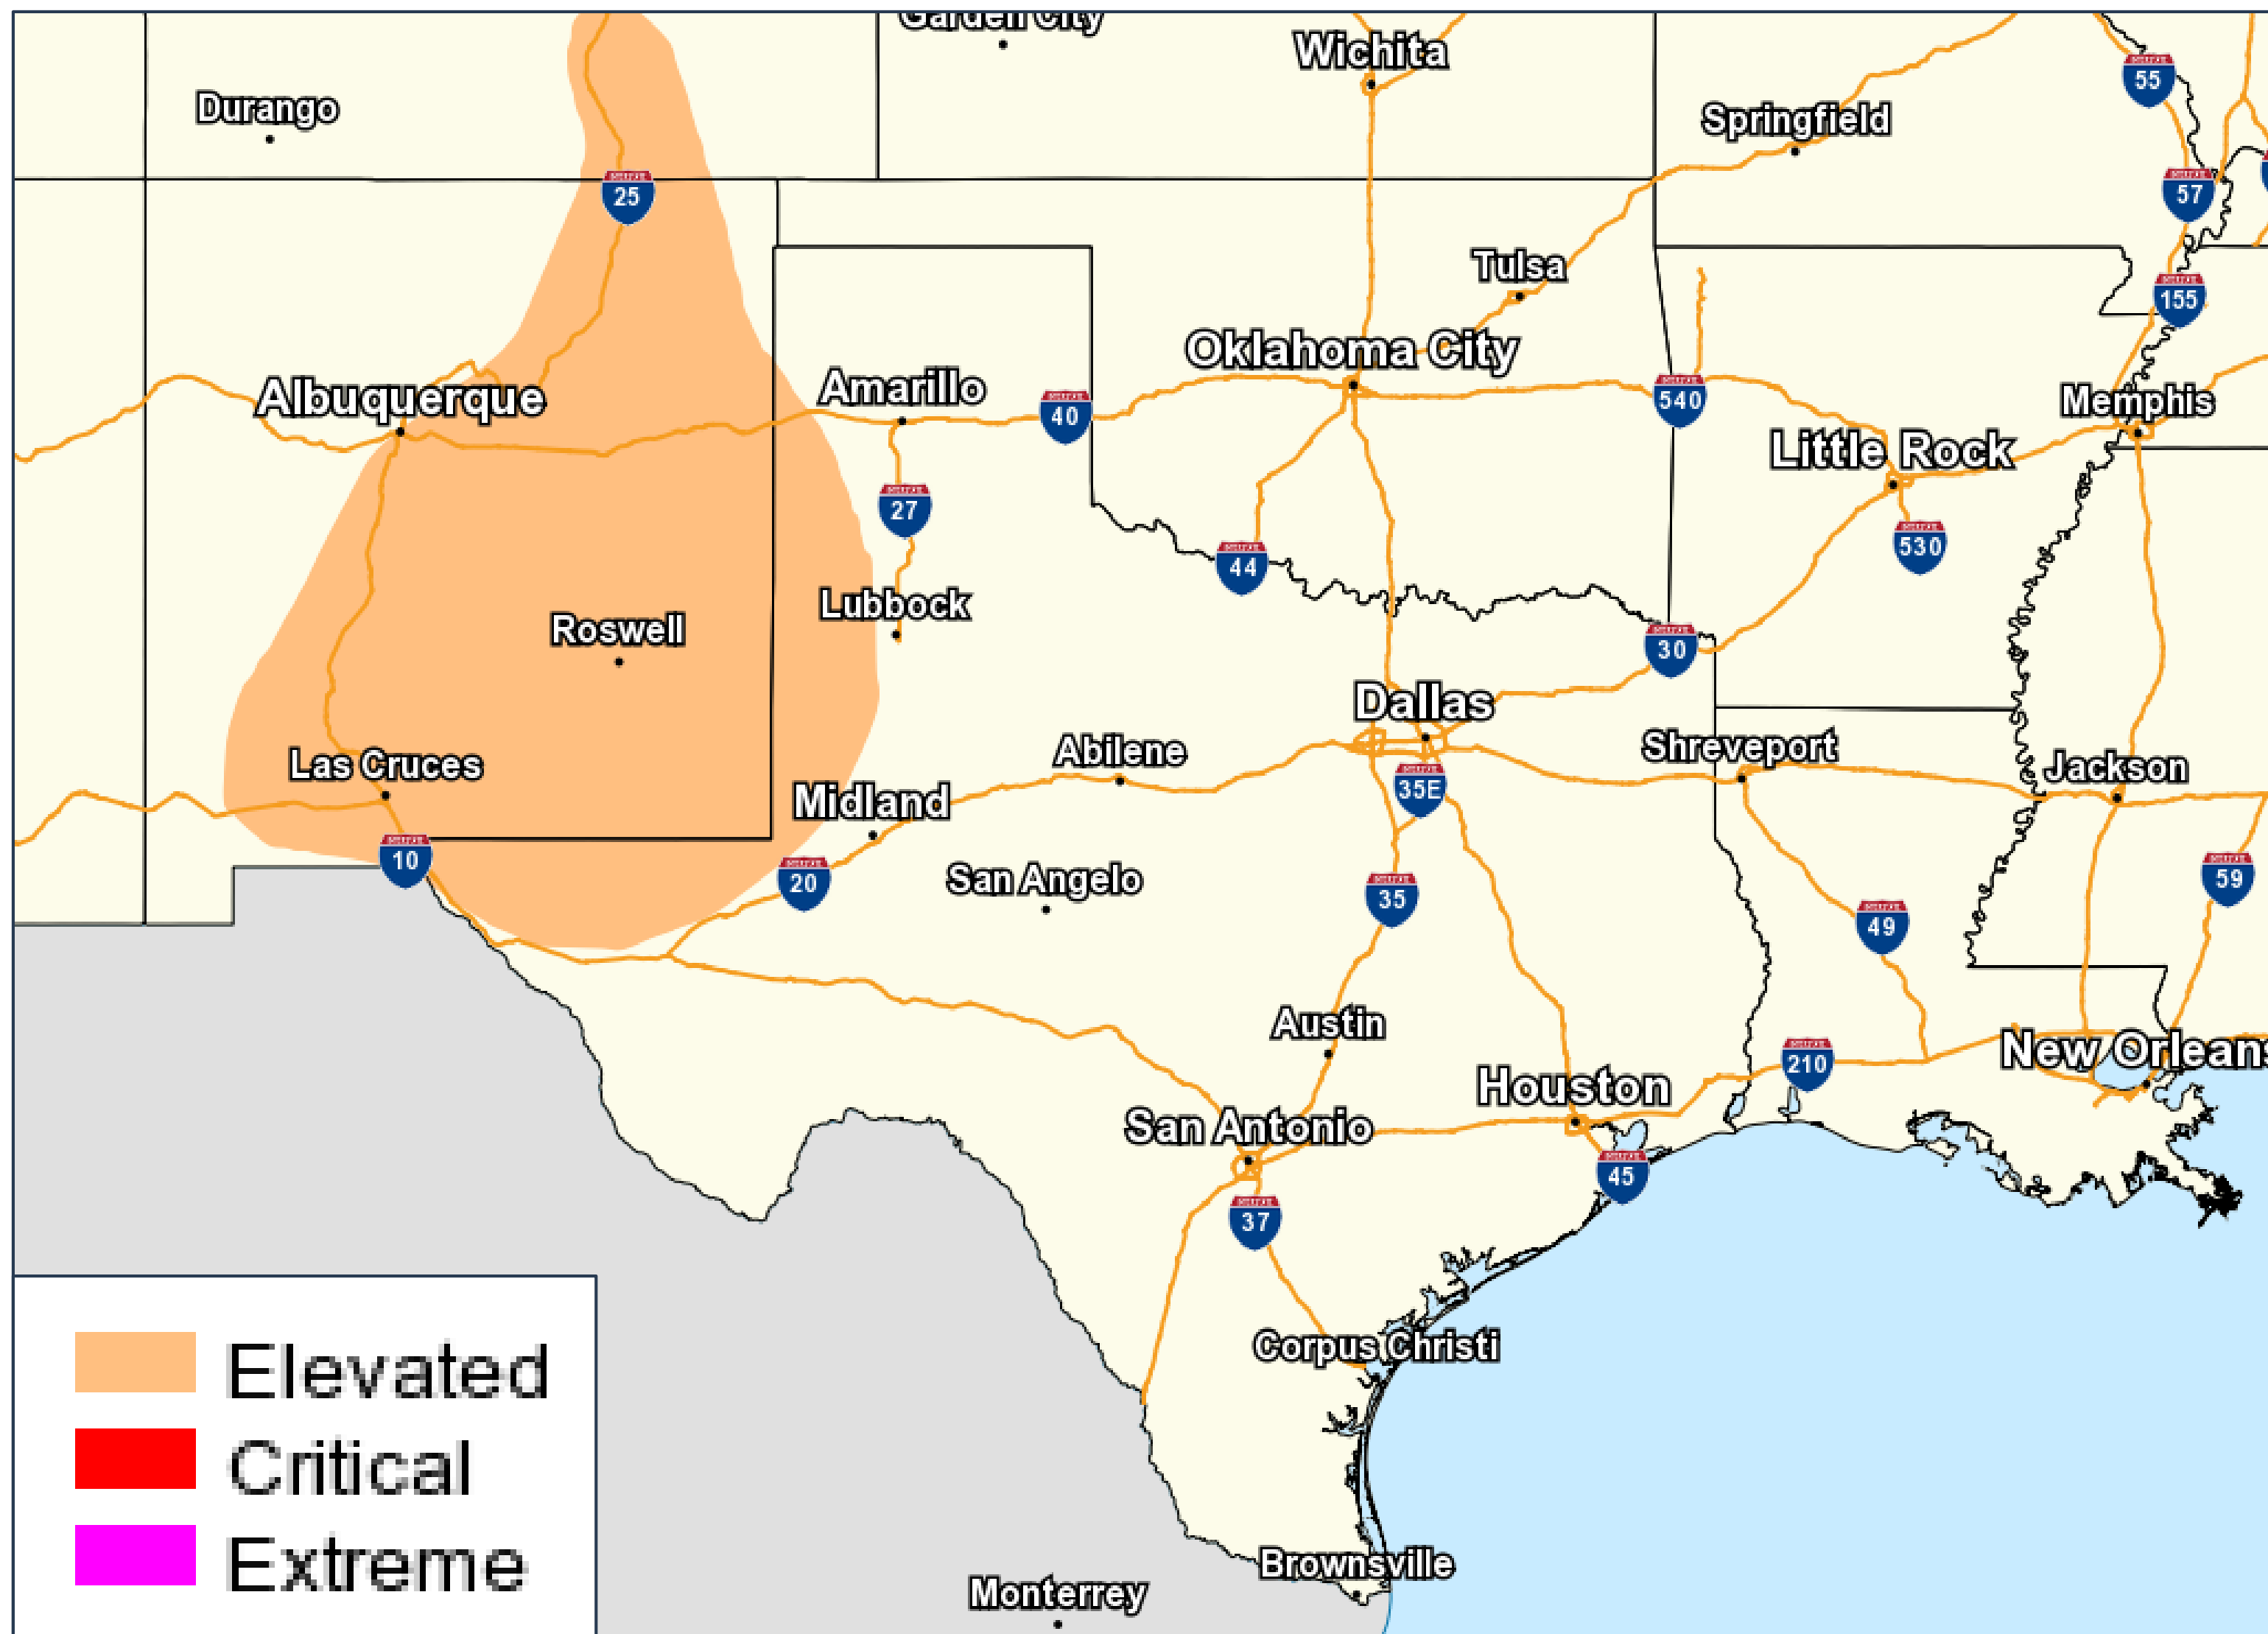 Garden City
Wichita
55
Durango
Springfield
25
57
Tulsa
155
Oklahoma City
Albuquerque
Amarillo
40
540
Memphis
Little Rock
27
530
44
Lubbock
Roswell
30
Dallas
Las Cruces
Abilene
Shreveport
Jackson
35E
Midland
10
20
San Angelo
35
59
49
Austin
210
New Orleans
Houston
San Antonio
45
37
Corpus Christi
Elevated
Critical
Extreme
Brownsville
Monterrey